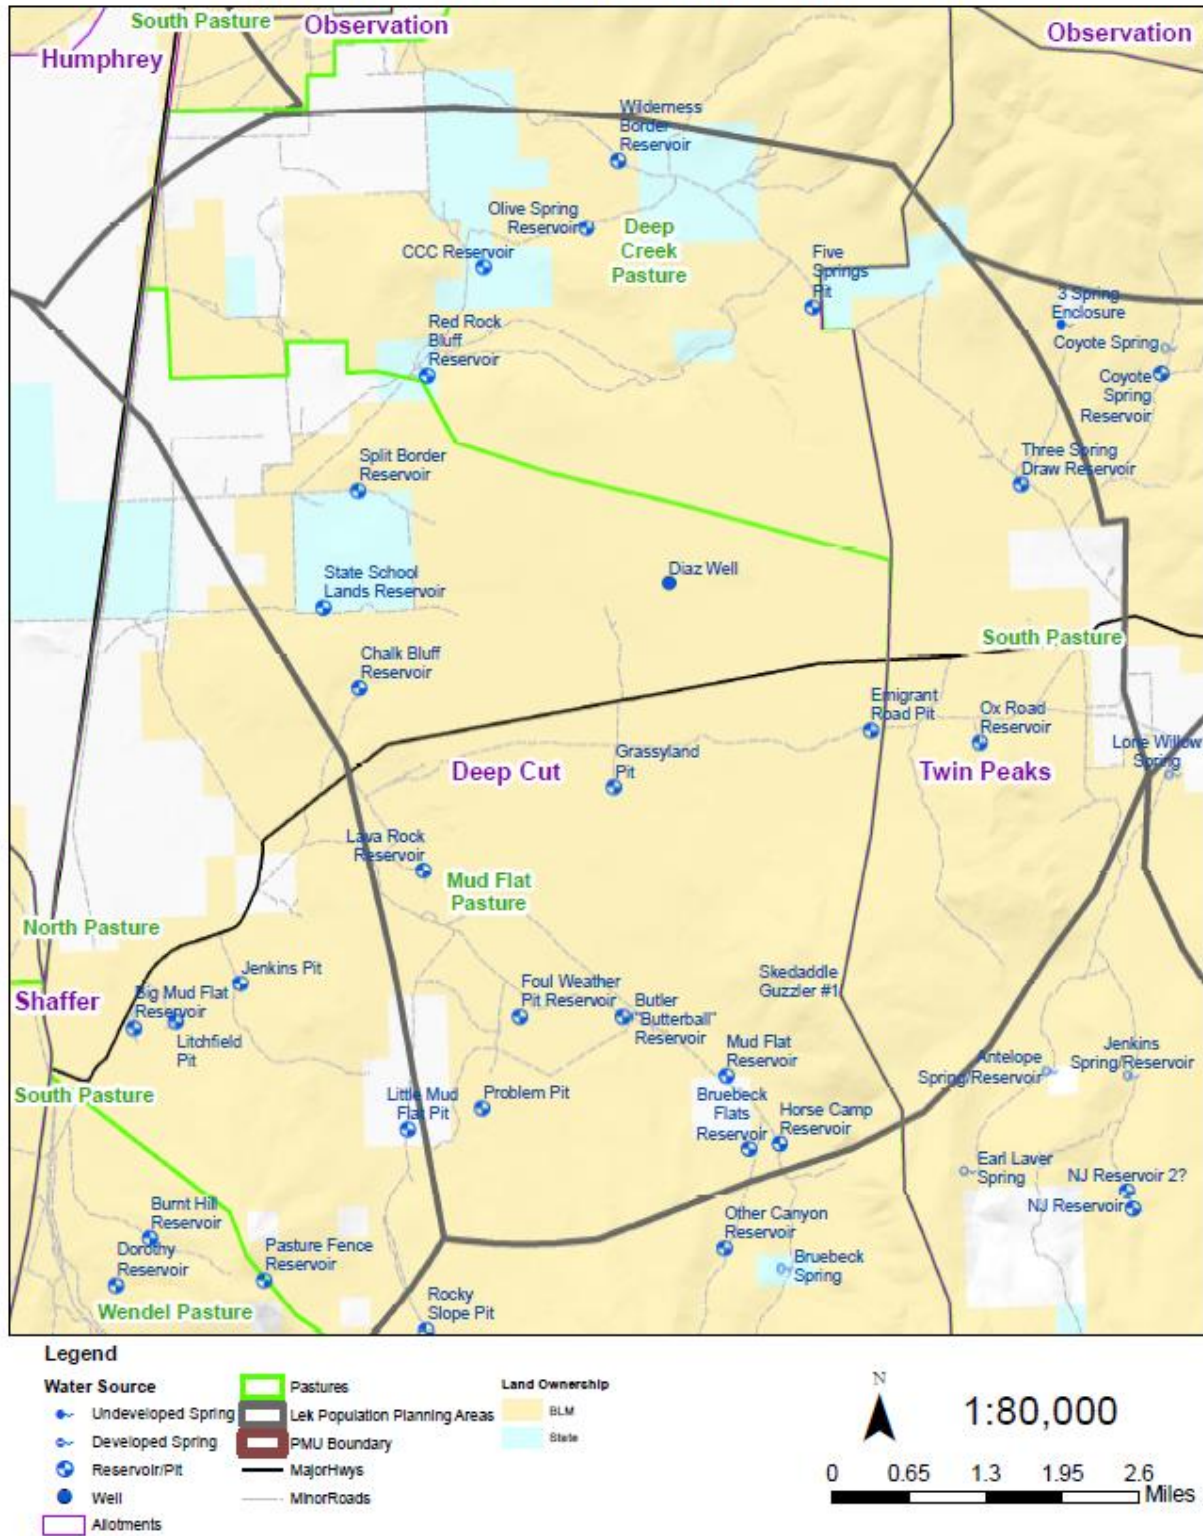 South Pasture
Observation
Humphrey
Observation
Wilderness
Border
Reservoir
Olive Spring
Reservoir
Deep
Creek
Pasture
CCC Reservoir
Five
Springs
Pit
3 Spring
Enclosure
Coyote Spring
Coyote
Spring
Reservoir
Red Rock
Bluff
Reservoir
Three Spring
Draw Reservoir
Split Border
Reservoir
Diaz Well
State School
Lands Reservoir
South Pasture
Chalk Bluff
Reservoir
Emigrant
Road Pit
Ox Road
Reservoir
Lone Willow
Spring
Grassyland
Pit
Deep Cut
Twin Peaks
Lava Rock
Reservoir
Mud Flat
Pasture
North Pasture
Jenkins Pit
Shaffer
Big Mud Flat
Reservoir
Litchfield
Pit
Foul Weather
Pit Reservoir
Butler
"Butterball"
Reservoir
Skedaddle
Guzzler #1
Mud Flat
Reservoir
Antelope
Spring/Reservoir
Jenkins
Spring/Reservoir
South Pasture
Little Mud
Flat Pit
Problem Pit
Bruebeck
Flats
Reservoir
Horse Camp
Reservoir
Earl Laver
Spring
NJ Reservoir 2?
NJ Reservoir
Burnt Hill
Reservoir
Dorothy
Reservoir
Pasture Fence
Reservoir
Other Canyon
Reservoir
Bruebeck
Spring
Wendel Pasture
Rocky
Slope Pit
Legend
Water Source
Undeveloped Spring
Developed Spring
Reservoir/Pit
Well
Allotments
Pastures
Lek Population Planning Areas
PMU Boundary
MajorHwys
MinorRoads
Land Ownership
BLM
State
N
1:80,000
0 0.65 1.3 1.95 2.6
Miles